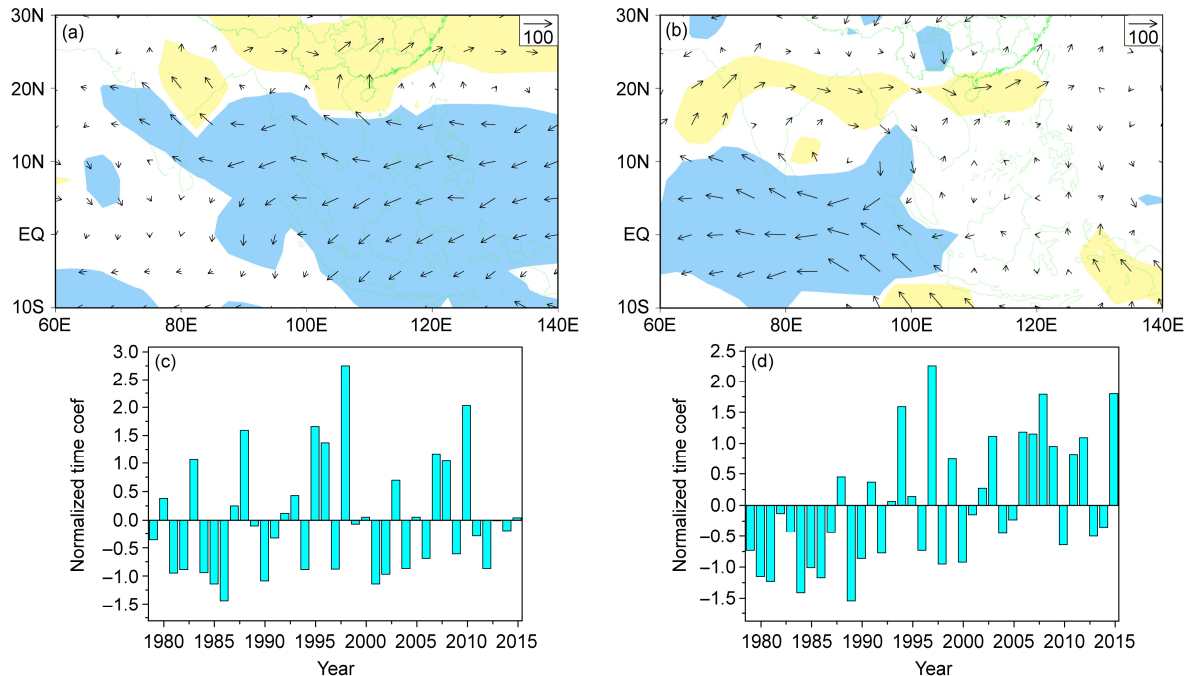 (a)
100
30N
20N
10N
EQ
10S
60E 80E 100E 120E 140E
(b)
100
30N
20N
10N
EQ
10S
60E 80E 100E 120E 140E
(c)
Normalized time coef
3.0
2.5
2.0
1.5
1.0
0.5
0.0
–0.5
–1.0
–1.5
1980 1985 1990 1995 2000 2005 2010 2015
Year
(d)
Normalized time coef
2.5
2.0
1.5
1.0
0.5
0.0
–0.5
–1.0
–1.5
1980 1985 1990 1995 2000 2005 2010 2015
Year